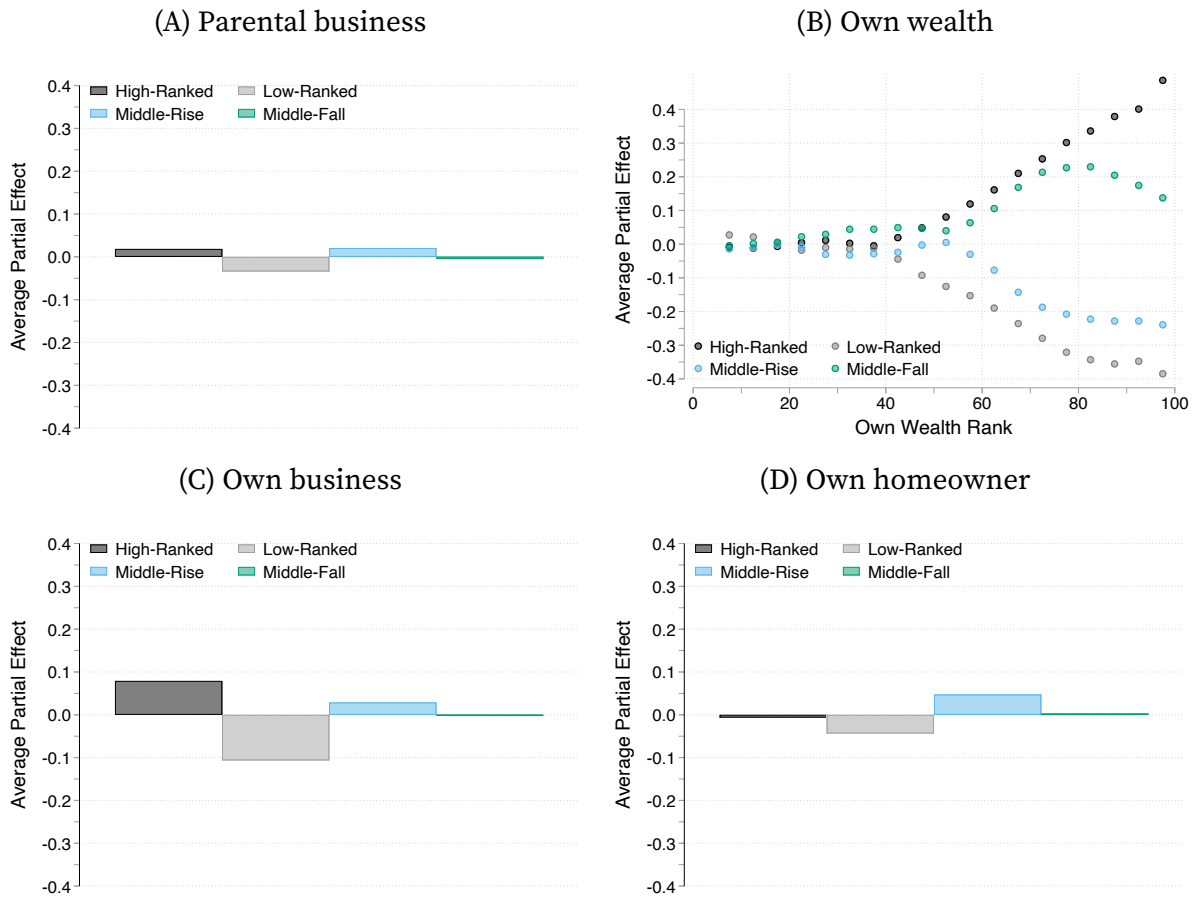 (A) Parental business
0.4
0.3
0.2
0.1
0.0
-0.1
-0.2
-0.3
-0.4
Average Partial Effect
High-Ranked Low-Ranked
Middle-Rise Middle-Fall
(B) Own wealth
0.4
0.3
0.2
0.1
0.0
-0.1
-0.2
-0.3
-0.4
Average Partial Effect
High-Ranked Low-Ranked
Middle-Rise Middle-Fall
0 20 40 60 80 100
Own Wealth Rank
(C) Own business
0.4
0.3
0.2
0.1
0.0
-0.1
-0.2
-0.3
-0.4
Average Partial Effect
High-Ranked Low-Ranked
Middle-Rise Middle-Fall
(D) Own homeowner
0.4
0.3
0.2
0.1
0.0
-0.1
-0.2
-0.3
-0.4
Average Partial Effect
High-Ranked Low-Ranked
Middle-Rise Middle-Fall